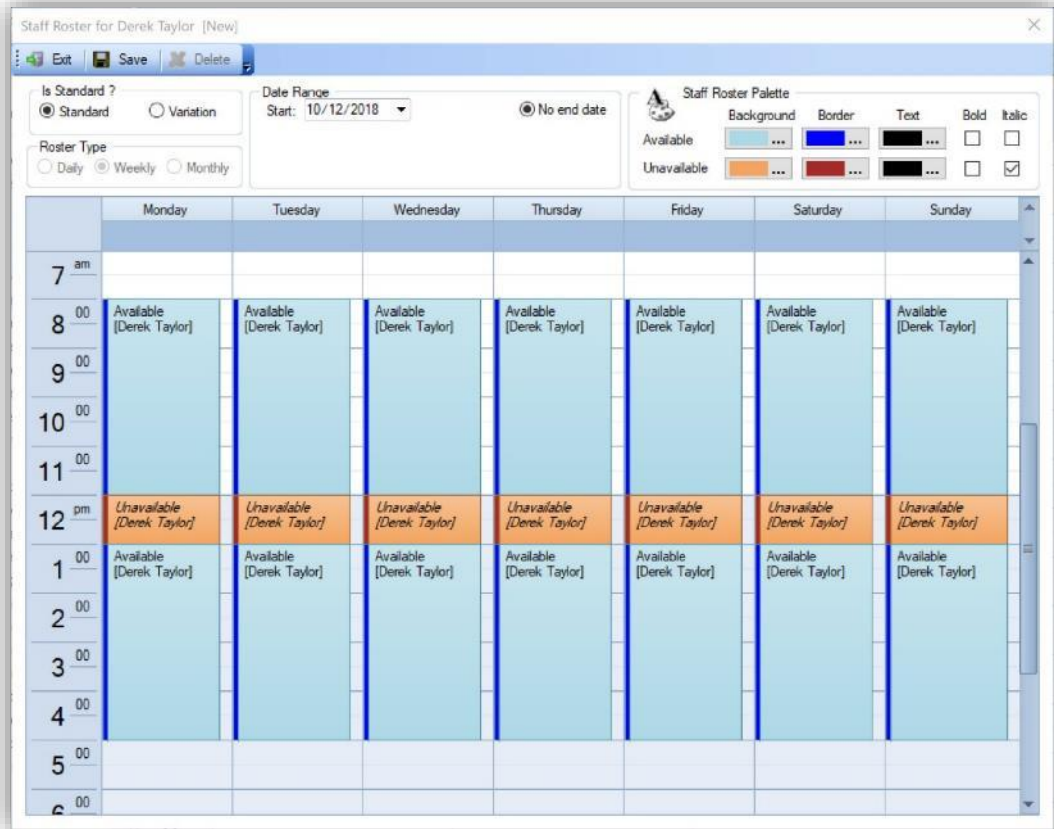 Staff Roster for Derek Taylor [New]
Exit Save Delete
Is Standard ?
Standard Variation
Roster Type
Daily Weekly Monthly
Date Range
Start: 10/12/2018 No end date
Staff Roster Palette
Background Border Text Bold Italic
Available ... ... ...
Unavailable ... ... ...
Monday Tuesday Wednesday Thursday Friday Saturday Sunday
7 am
8 00
Available Available Available Available Available Available Available
[Derek Taylor] [Derek Taylor] [Derek Taylor] [Derek Taylor] [Derek Taylor] [Derek Taylor] [Derek Taylor]
9 00
10 00
11 00
12 pm
Unavailable Unavailable Unavailable Unavailable Unavailable Unavailable Unavailable
[Derek Taylor] [Derek Taylor] [Derek Taylor] [Derek Taylor] [Derek Taylor] [Derek Taylor] [Derek Taylor]
1 00
Available Available Available Available Available Available Available
[Derek Taylor] [Derek Taylor] [Derek Taylor] [Derek Taylor] [Derek Taylor] [Derek Taylor] [Derek Taylor]
2 00
3 00
4 00
5 00
6 00